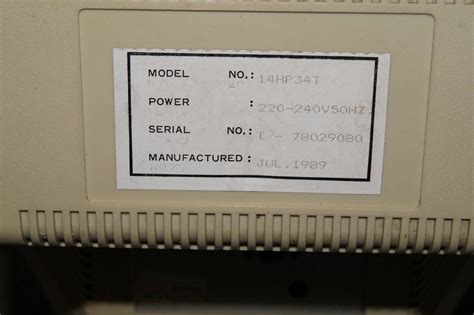 MODEL NO.: 14HP34T
POWER : 220-240V50HZ.
SERIAL NO.: T - 78029080
MANUFACTURED : JUL.1989